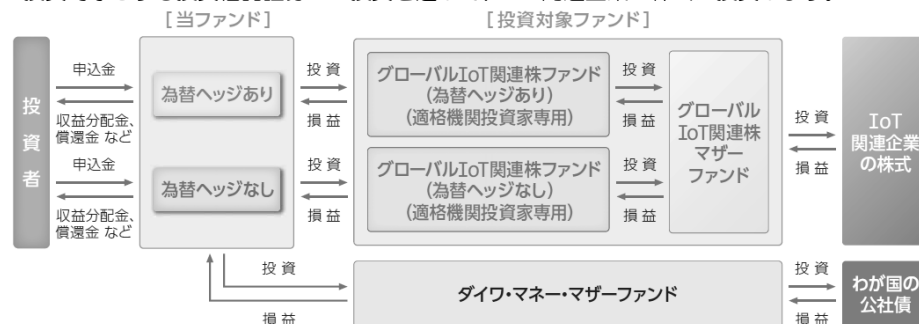 [当ファンド]
[投資対象ファンド]
投資者
申込金
収益分配金、
償還金 など
申込金
収益分配金、
償還金 など
為替ヘッジあり
為替ヘッジなし
投 資
損 益
投 資
損 益
グローバルIoT関連株ファンド
(為替ヘッジあり)
(適格機関投資家専用)
グローバルIoT関連株ファンド
(為替ヘッジなし)
(適格機関投資家専用)
投 資
損 益
投 資
損 益
グローバル
IoT関連株
マザー
ファンド
投 資
損 益
IoT
関連企業
の株式
投 資
損 益
ダイワ・マネー・マザーファンド
投 資
損 益
わが国の
公社債